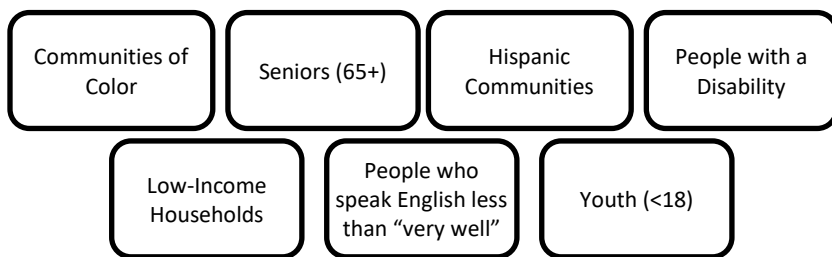 Communities of
Color
Seniors (65+)
Hispanic
Communities
People with a
Disability
Low-Income
Households
People who
speak English less
than “very well”
Youth (<18)